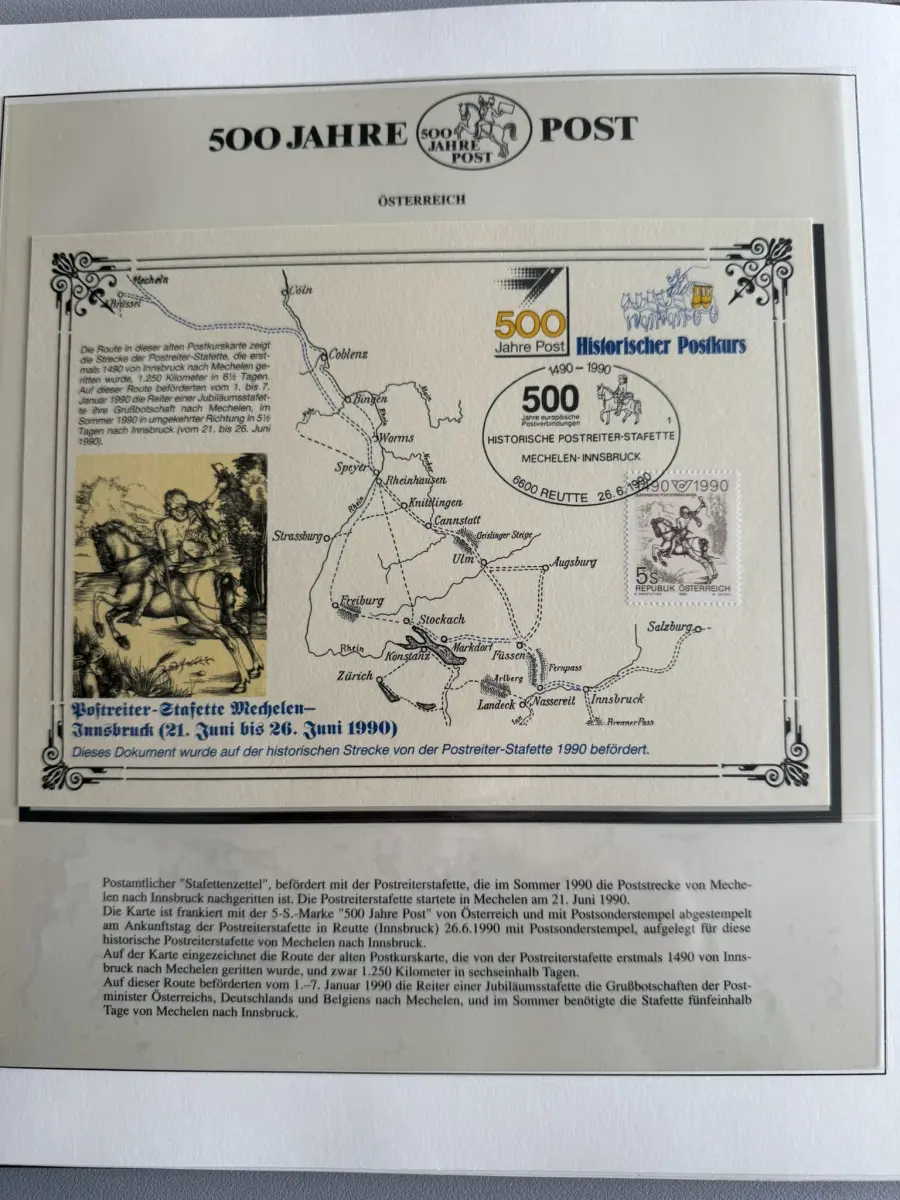 500 JAHRE POST
500
JAHRE
POST
ÖSTERREICH
Mecheln
Brüssel
Cöln
500
Jahre Post
Historischer Postkurs
Die Route in dieser alten Postkurskarte zeigt
die Strecke der Postreiter-Stafette, die erst-
mals 1490 von Innsbruck nach Mechelen ge-
ritten wurde, 1.250 Kilometer in 6½ Tagen.
Auf dieser Route beförderten vom 1. bis 7.
Januar 1990 die Reiter einer Jubiläumsstafet-
te ihre Grußbotschaft nach Mechelen, im
Sommer 1990 in umgekehrter Richtung in 5½
Tagen nach Innsbruck (vom 21. bis 26. Juni
1990).
Coblenz
Bingen
Worms
Speyer
Rheinhausen
Rhein
Knittlingen
Cannstatt
Geislinger Steige
Strassburg
Ulm
Augsburg
Freiburg
Stockach
Markdorf
Rhein
Konstanz
Füssen
Fernpass
Zürich
Arlberg
Landeck
Nassereit
Innsbruck
BrennerPass
Salzburg
1490 – 1990
500
Jahre europäische
Postverbindungen
1
HISTORISCHE POSTREITER-STAFETTE
MECHELEN-INNSBRUCK
6600 REUTTE 26.6.1990
1490 1990
5s
REPUBLIK ÖSTERREICH
Postreiter-Stafette Mechelen–
Innsbruck (21. Juni bis 26. Juni 1990)
Dieses Dokument wurde auf der historischen Strecke von der Postreiter-Stafette 1990 befördert.
Postamtlicher "Stafettenzettel", befördert mit der Postreiterstafette, die im Sommer 1990 die Poststrecke von Meche-
len nach Innsbruck nachgeritten ist. Die Postreiterstafette startete in Mechelen am 21. Juni 1990.
Die Karte ist frankiert mit der 5-S.-Marke "500 Jahre Post" von Österreich und mit Postsonderstempel abgestempelt
am Ankunftstag der Postreiterstafette in Reutte (Innsbruck) 26.6.1990 mit Postsonderstempel, aufgelegt für diese
historische Postreiterstafette von Mechelen nach Innsbruck.
Auf der Karte eingezeichnet die Route der alten Postkurskarte, die von der Postreiterstafette erstmals 1490 von Inns-
bruck nach Mechelen geritten wurde, und zwar 1.250 Kilometer in sechseinhalb Tagen.
Auf dieser Route beförderten vom 1.–7. Januar 1990 die Reiter einer Jubiläumsstafette die Grußbotschaften der Post-
minister Österreichs, Deutschlands und Belgiens nach Mechelen, und im Sommer benötigte die Stafette fünfeinhalb
Tage von Mechelen nach Innsbruck.